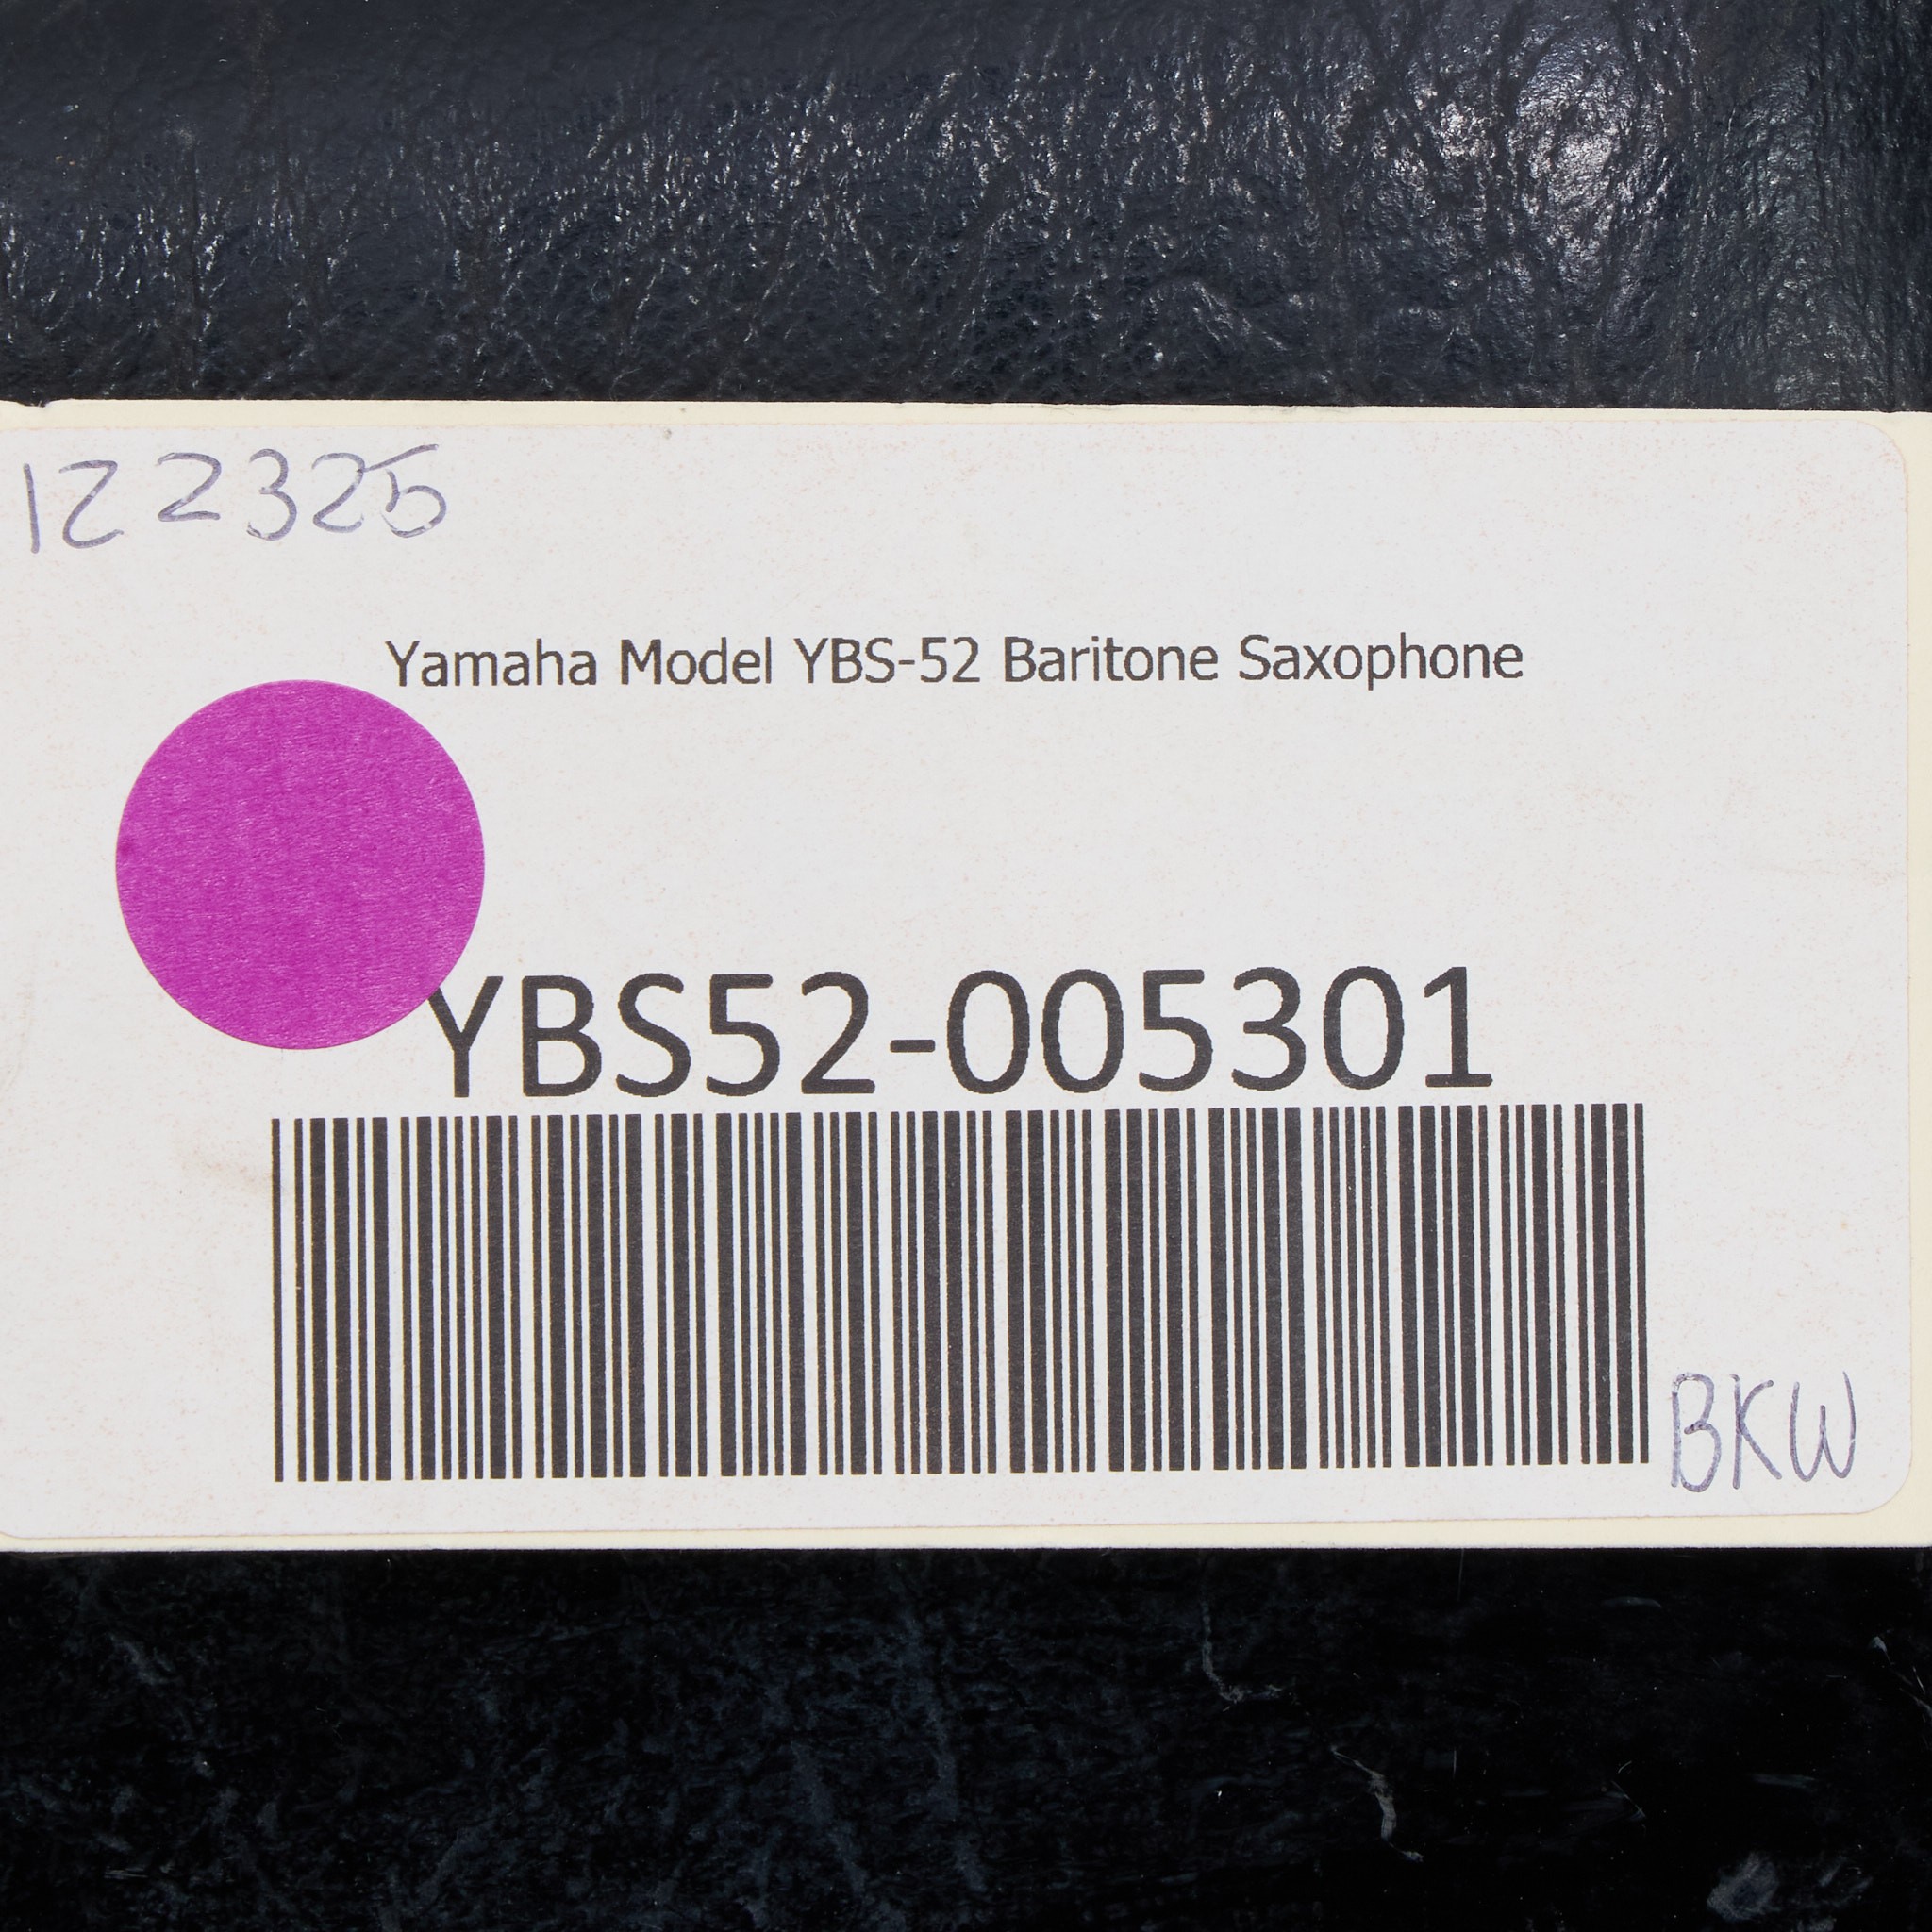 122325
Yamaha Model YBS-52 Baritone Saxophone
YBS52-005301
BKW